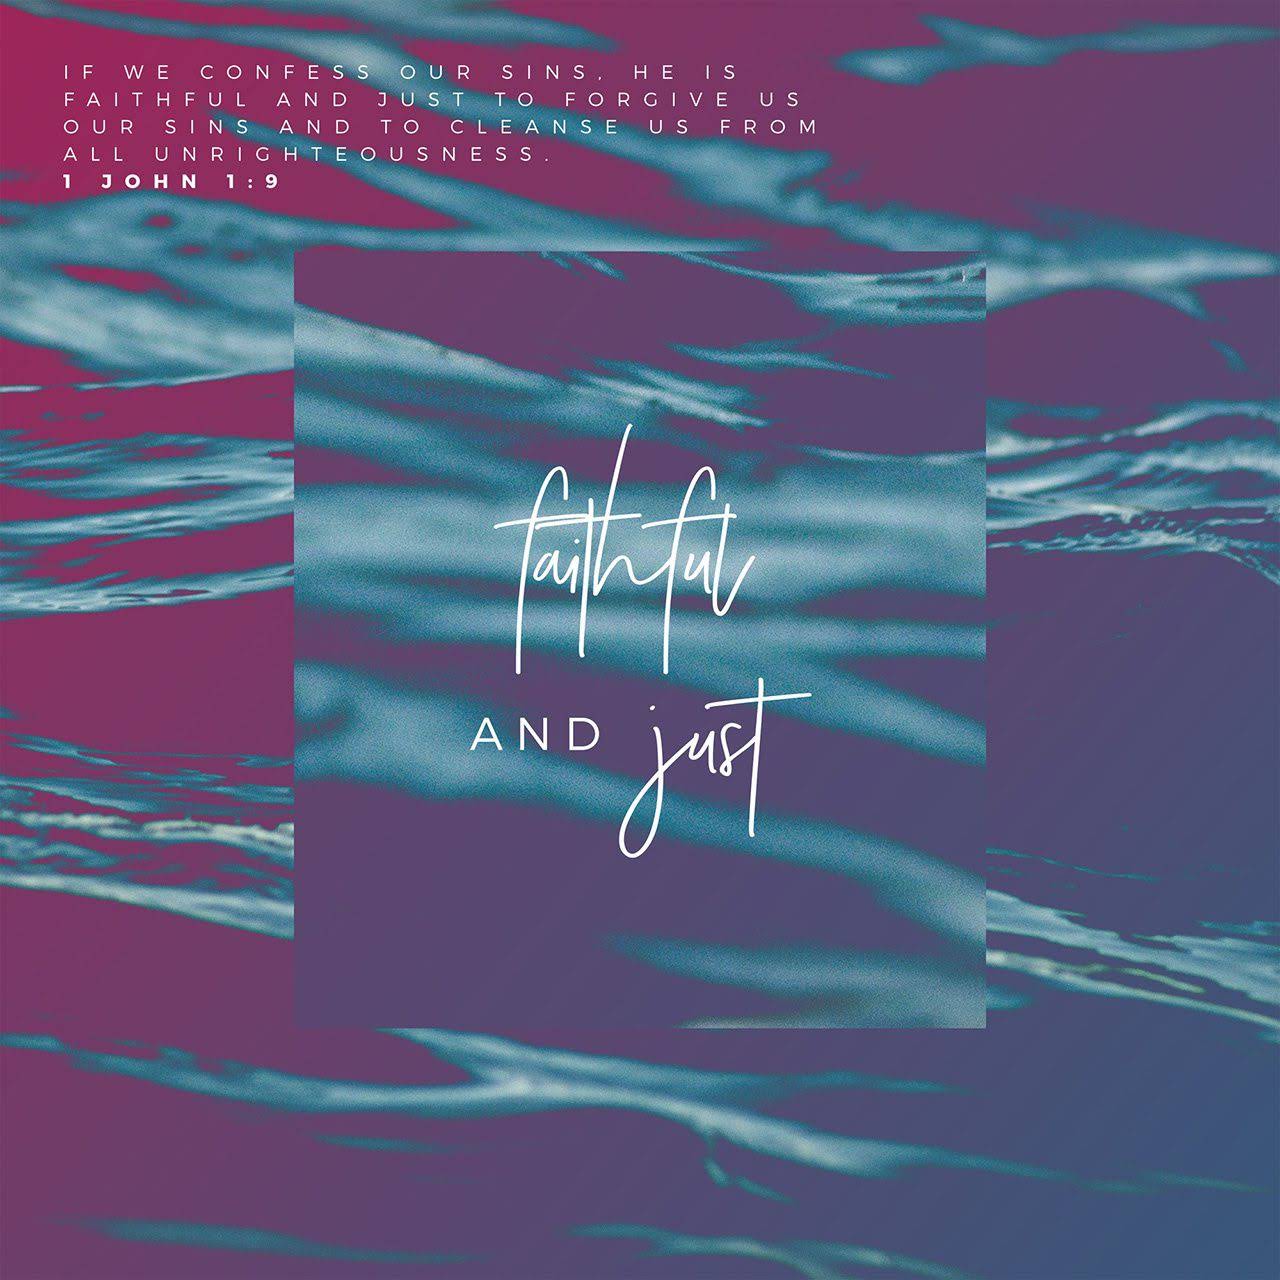 IF WE CONFESS OUR SINS, HE IS
FAITHFUL AND JUST TO FORGIVE US
OUR SINS AND TO CLEANSE US FROM
ALL UNRIGHTEOUSNESS.
1 JOHN 1:9
faithful
AND just